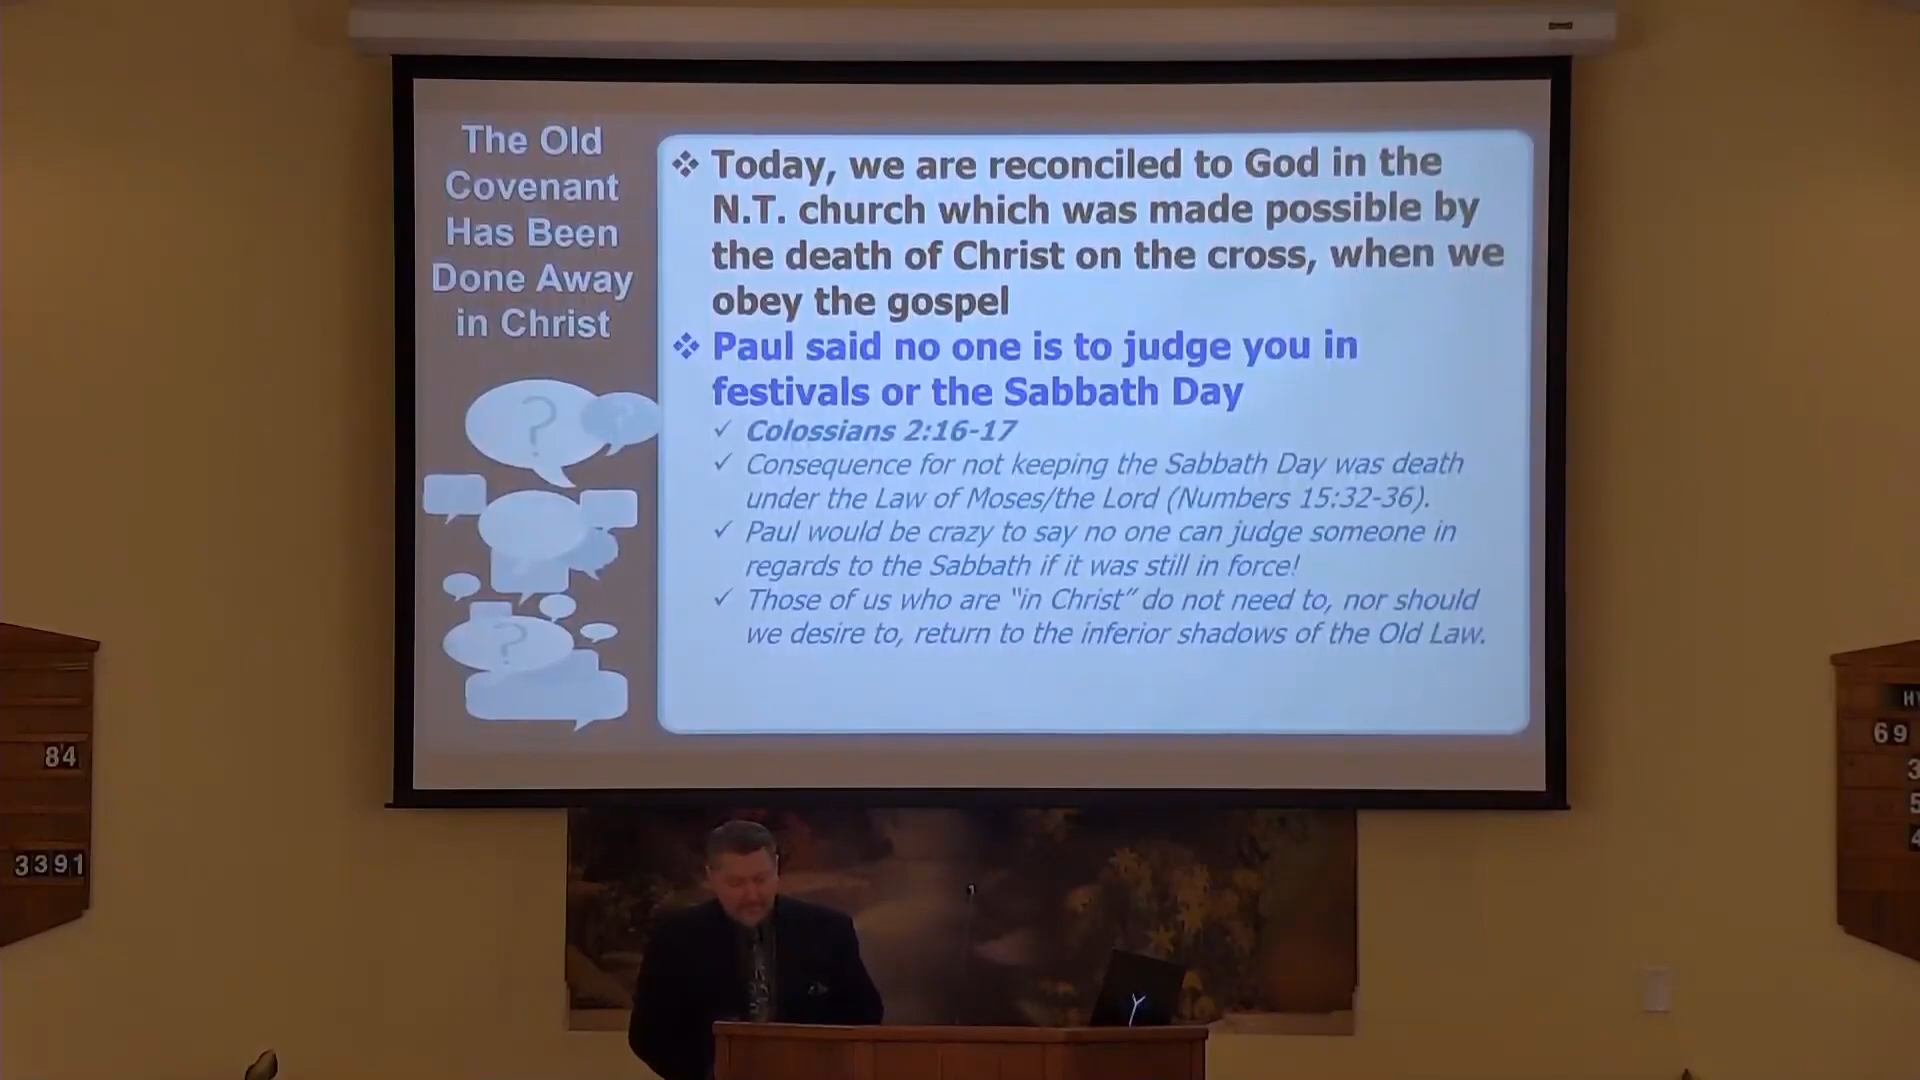 The Old
Covenant
Has Been
Done Away
in Christ
Today, we are reconciled to God in the
N.T. church which was made possible by
the death of Christ on the cross, when we
obey the gospel
Paul said no one is to judge you in
festivals or the Sabbath Day
Colossians 2:16-17
Consequence for not keeping the Sabbath Day was death
under the Law of Moses/the Lord (Numbers 15:32-36).
Paul would be crazy to say no one can judge someone in
regards to the Sabbath if it was still in force!
Those of us who are “in Christ” do not need to, nor should
we desire to, return to the inferior shadows of the Old Law.
?
?
?
84
3391
HY
69
3
5
4